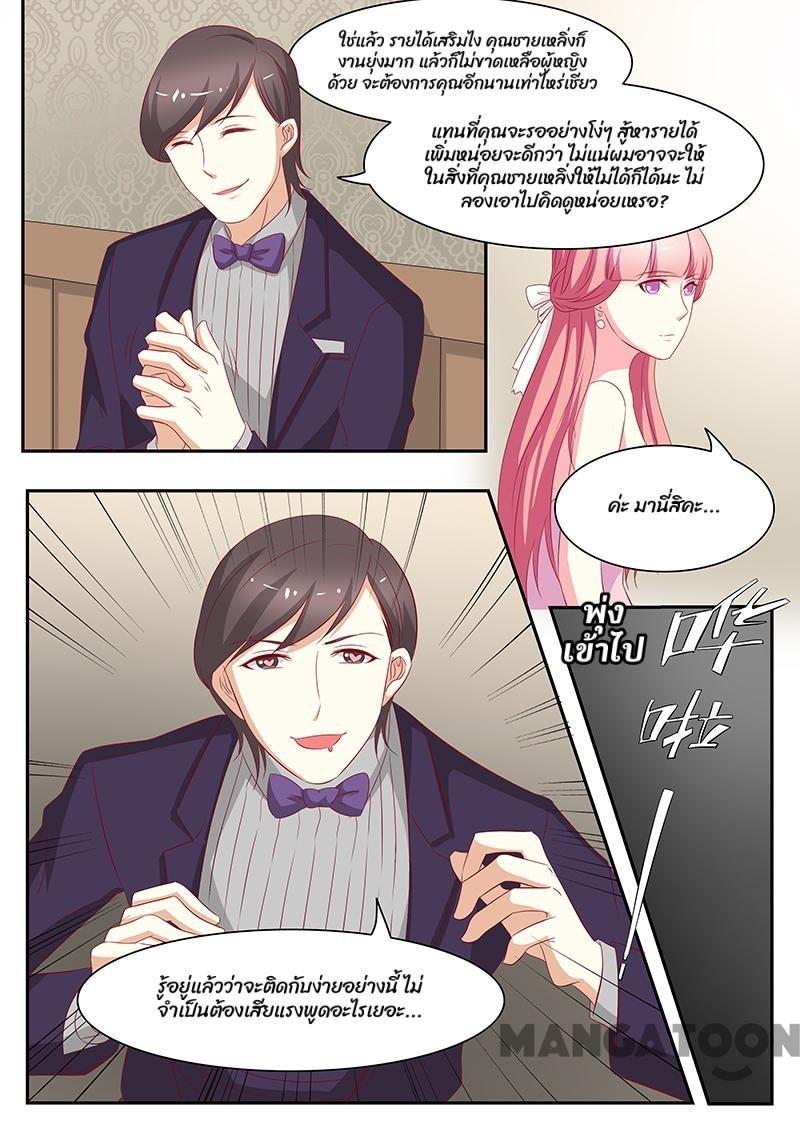 ใช่แล้ว รายได้เสริมไง คุณชายเหลิ่งก็
งานยุ่งมาก แล้วก็ไม่ขาดเหลือผู้หญิง
ด้วย จะต้องการคุณอีกนานเท่าไหร่เชียว
แทนที่คุณจะรออย่างโง่ๆ สู้หารายได้
เพิ่มหน่อยจะดีกว่า ไม่แน่ผมอาจจะให้
ในสิ่งที่คุณชายเหลิ่งให้ไม่ได้ก็ได้นะ ไม่
ลองเอาไปคิดดูหน่อยเหรอ?
ค่ะ มานี่สิคะ...
พุ่ง
เข้าไป
哗
啦
!
รู้อยู่แล้วว่าจะติดกับง่ายอย่างนี้ ไม่
จำเป็นต้องเสียแรงพูดอะไรเยอะ...
MANGATOON